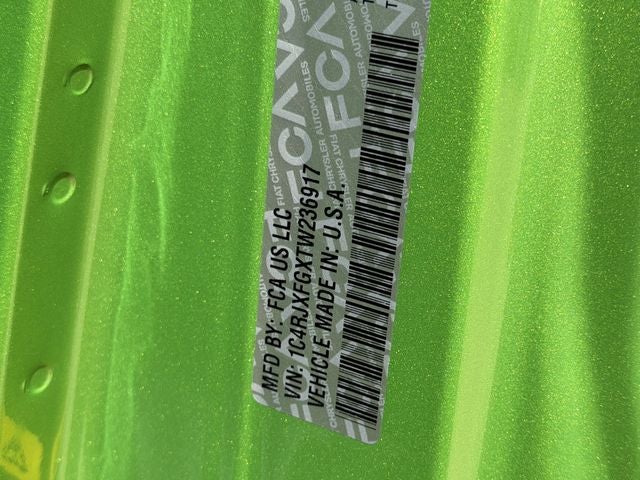 MFD BY: FCA US LLC
VIN: 1C4RJXFGXTW236917
VEHICLE MADE IN: U.S.A.